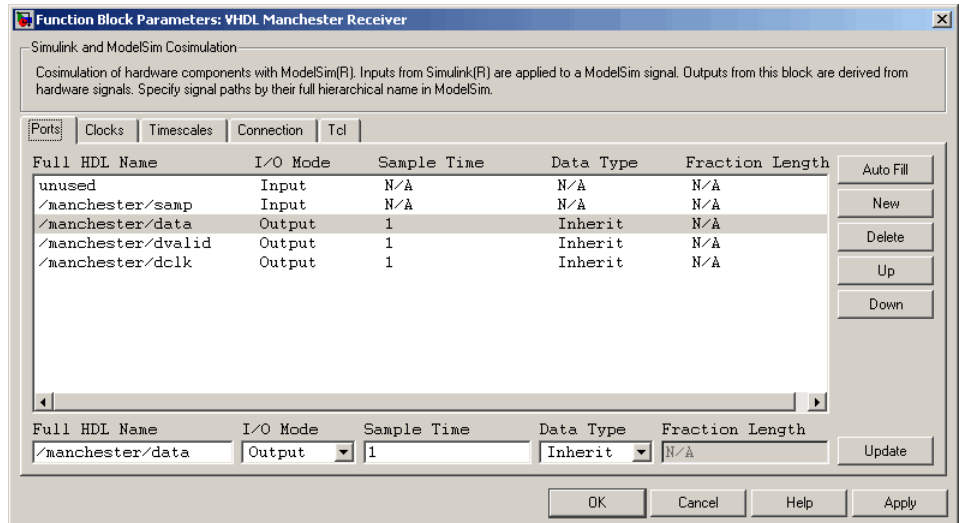 Function Block Parameters: VHDL Manchester Receiver
Simulink and ModelSim Cosimulation
Cosimulation of hardware components with ModelSim(R). Inputs from Simulink(R) are applied to a ModelSim signal. Outputs from this block are derived from
hardware signals. Specify signal paths by their full hierarchical name in ModelSim.
Ports Clocks Timescales Connection Tcl
Full HDL Name I/O Mode Sample Time Data Type Fraction Length Auto Fill
unused Input N/A N/A N/A
/manchester/samp Input N/A N/A N/A New
/manchester/data Output 1 Inherit N/A
/manchester/dvalid Output 1 Inherit N/A Delete
/manchester/dclk Output 1 Inherit N/A
Up
Down
Full HDL Name I/O Mode Sample Time Data Type Fraction Length
/manchester/data Output 1 Inherit N/A Update
OK Cancel Help Apply